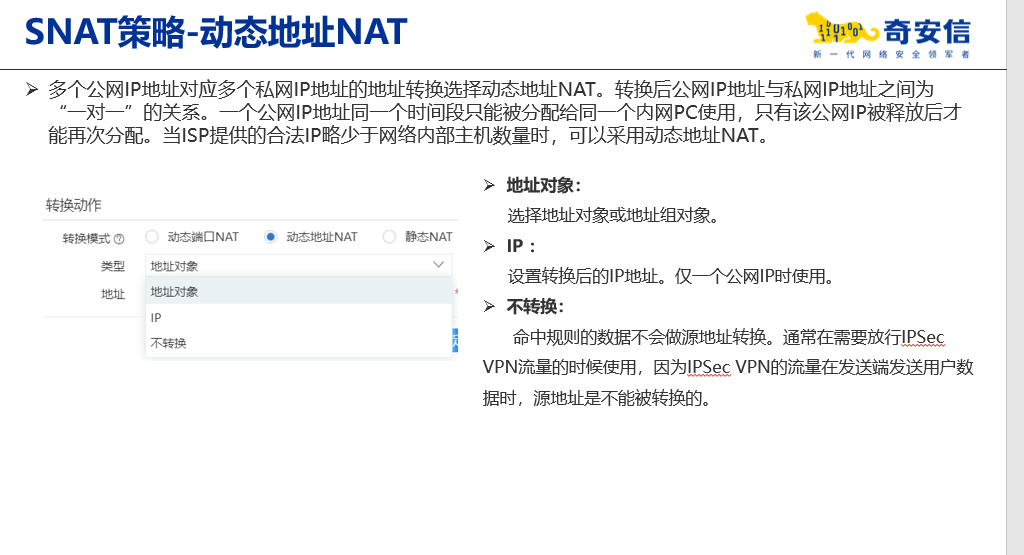 SNAT策略-动态地址NAT
奇安信
新一代网络安全领军者
多个公网IP地址对应多个私网IP地址的地址转换选择动态地址NAT。转换后公网IP地址与私网IP地址之间为
“一对一”的关系。一个公网IP地址同一个时间段只能被分配给同一个内网PC使用，只有该公网IP被释放后才
能再次分配。当ISP提供的合法IP略少于网络内部主机数量时，可以采用动态地址NAT。
转换动作
转换模式 动态端口NAT 动态地址NAT 静态NAT
类型 地址对象
地址 地址对象 *
IP
不转换
地址对象：
选择地址对象或地址组对象。
IP：
设置转换后的IP地址。仅一个公网IP时使用。
不转换：
命中规则的数据不会做源地址转换。通常在需要放行IPSec
VPN流量的时候使用，因为IPSec VPN的流量在发送端发送用户数
据时，源地址是不能被转换的。